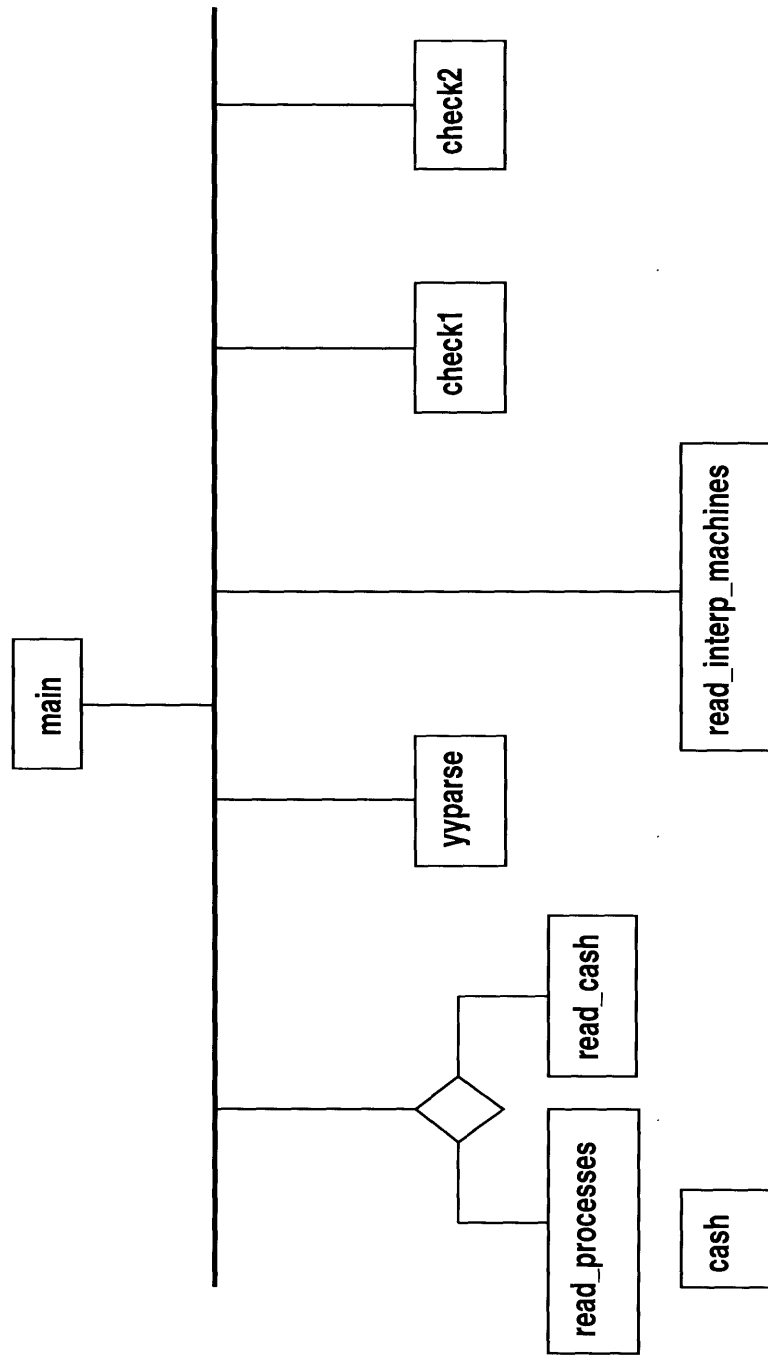 main
read_processes
cash
read_cash
yyparse
read_interp_machines
check1
check2